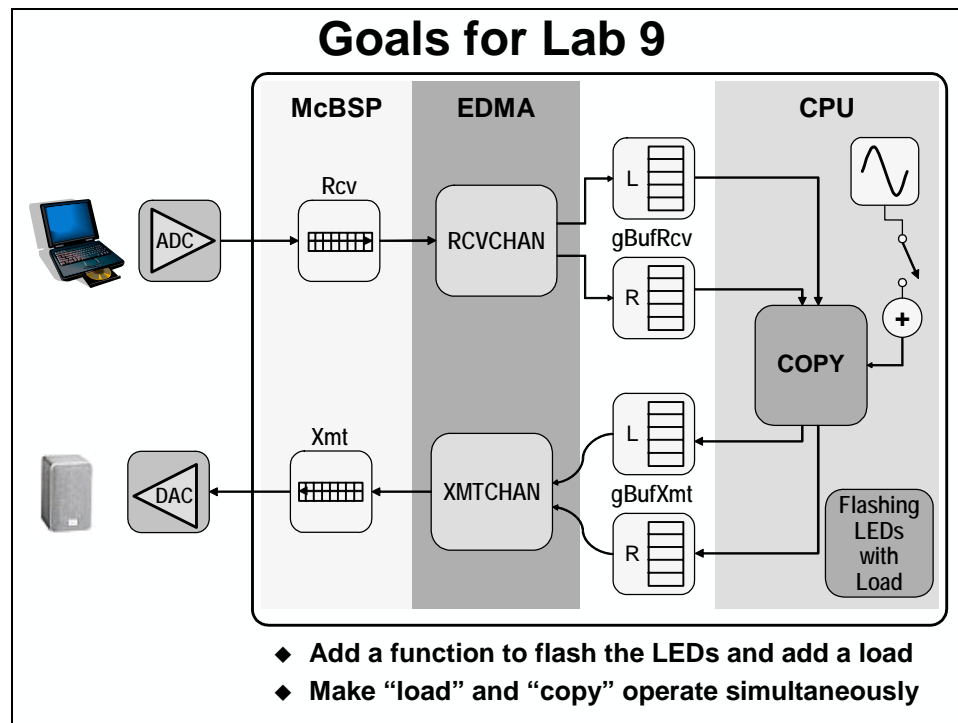 Goals for Lab 9
McBSP
EDMA
CPU
Rcv
ADC
RCVCHAN
L
gBufRcv
R
+
COPY
Xmt
DAC
XMTCHAN
L
gBufXmt
R
Flashing
LEDs
with
Load
◆ Add a function to flash the LEDs and add a load
◆ Make “load” and “copy” operate simultaneously